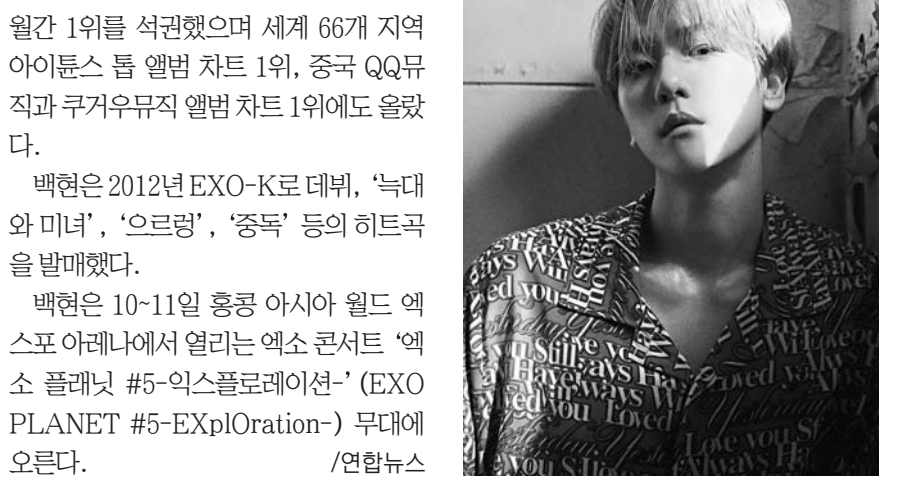 월간 1위를 석권했으며 세계 66개 지역
아이튠스 톱 앨범 차트 1위, 중국 QQ뮤
직과 쿠거우뮤직 앨범 차트 1위에도 올랐
다.
백현은 2012년 EXO-K로 데뷔, ‘늑대
와 미녀’, ‘으르렁’, ‘중독’ 등의 히트곡
을 발매했다.
백현은 10~11일 홍콩 아시아 월드 엑
스포 아레나에서 열리는 엑소 콘서트 ‘엑
소 플래닛 #5-익스플로레이션-’(EXO
PLANET #5-EXplOration-) 무대에
오른다. /연합뉴스